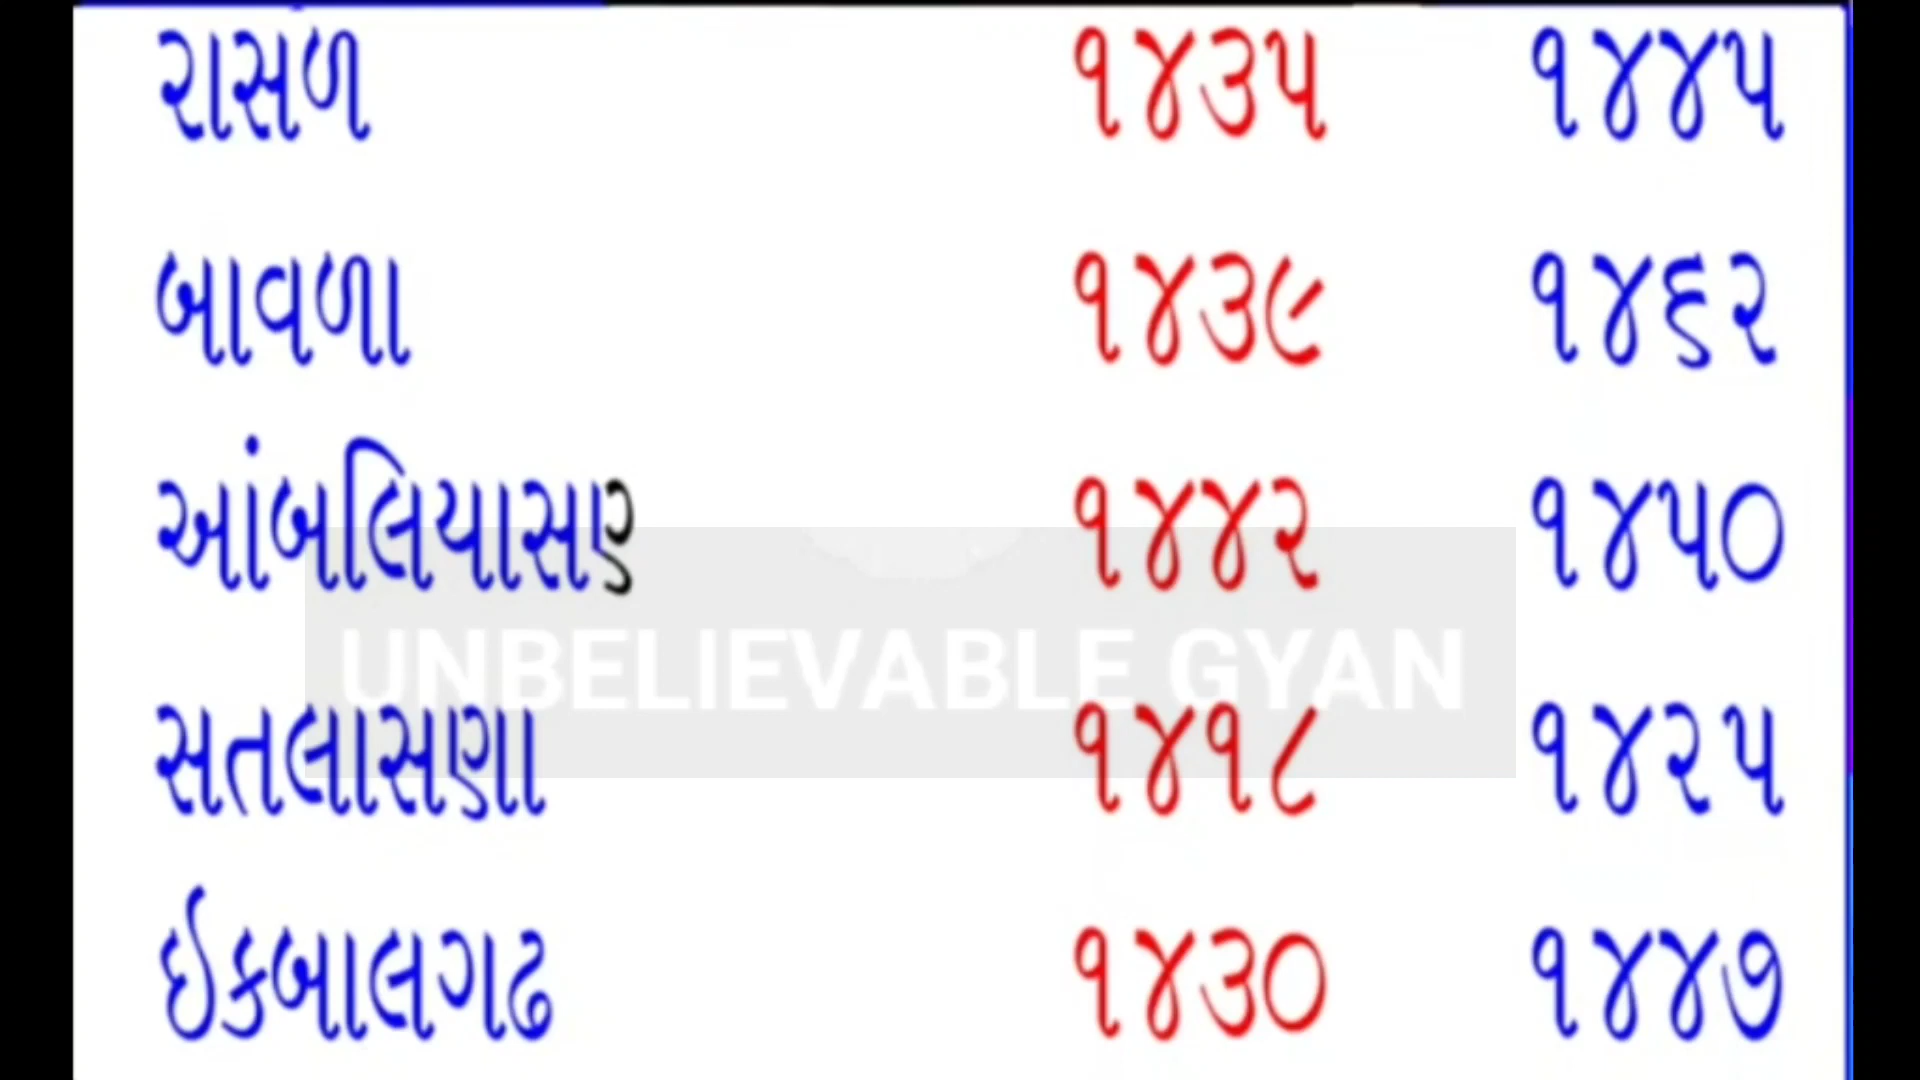 રાસળ ૧૪૩૫ ૧૪૪૫
બાવળા ૧૪૩૯ ૧૪૬૨
આંબલિયાસણ ૧૪૪૨ ૧૪૫૦
UNBELIEVABLE GYAN
સતલાસણા ૧૪૧૮ ૧૪૨૫
ઈકબાલગઢ ૧૪૩૦ ૧૪૪૭